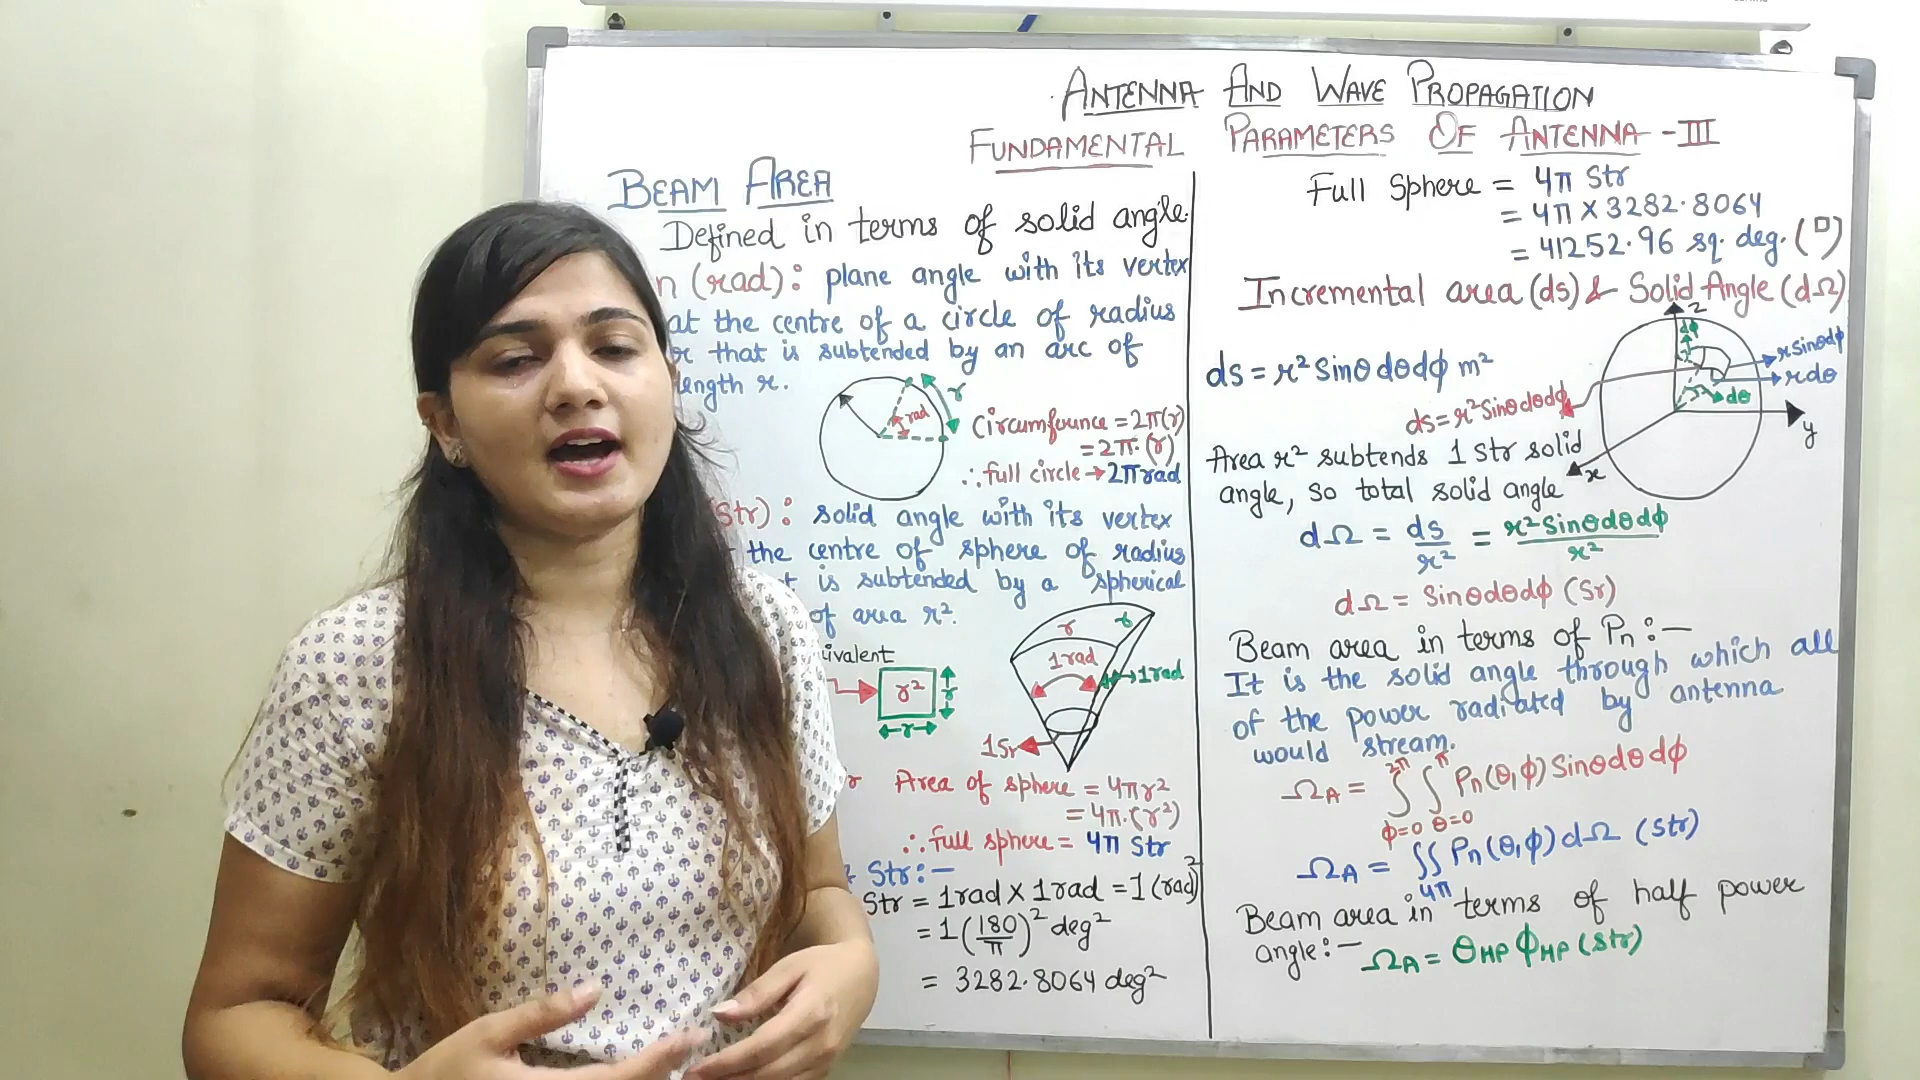 ANTENNA AND WAVE PROPAGATION
FUNDAMENTAL PARAMETERS OF ANTENNA -III
BEAM AREA
Defined in terms of solid angle.
n (rad): plane angle with its vertex
at the centre of a circle of radius
r that is subtended by an arc of
length r.
r
rad
Circumfounce = 2π(r)
= 2π.(r)
∴ full circle → 2π rad
(str): solid angle with its vertex
the centre of sphere of radius
t is subtended by a spherical
of area r².
ivalent
r²
r
r
r
r
1 rad
1 rad
1Sr
r Area of sphere = 4πr²
= 4π.(r²)
∴ full sphere = 4π Str
Str:-
Str = 1rad x 1rad = 1 (rad)²
= 1(180/π)² deg²
= 3282.8064 deg²
Full Sphere = 4π Str
= 4π x 3282.8064
= 41252.96 sq. deg. (□)
Incremental area (ds) & Solid Angle (dΩ)
z
dϕ
r sinθdϕ
rdθ
dθ
y
x
ds = r² Sinθ dθ dϕ m²
ds = r² Sinθ dθ dϕ
Area r² subtends 1 Str solid
angle, so total solid angle
dΩ = ds/r² = r² Sinθ dθ dϕ/r²
dΩ = Sinθ dθ dϕ (Sr)
Beam area in terms of Pn:-
It is the solid angle through which all
of the power radiated by antenna
would stream.
ΩA = ∫ϕ=0^2π ∫θ=0^π Pn(θ,ϕ) Sinθ dθ dϕ
ΩA = ∬4π Pn(θ,ϕ) dΩ (Str)
Beam area in terms of half power
angle:- ΩA = θHP ϕHP (Str)